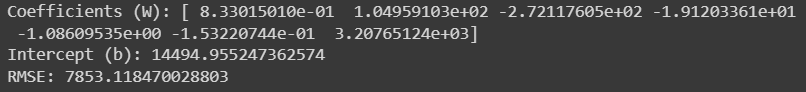 Coefficients (W): [ 8.33015010e-01  1.04959103e+02 -2.72117605e+02 -1.91203361e+01
 -1.08609535e+00 -1.53220744e-01  3.20765124e+03]
Intercept (b): 14494.955247362574
RMSE: 7853.118470028803